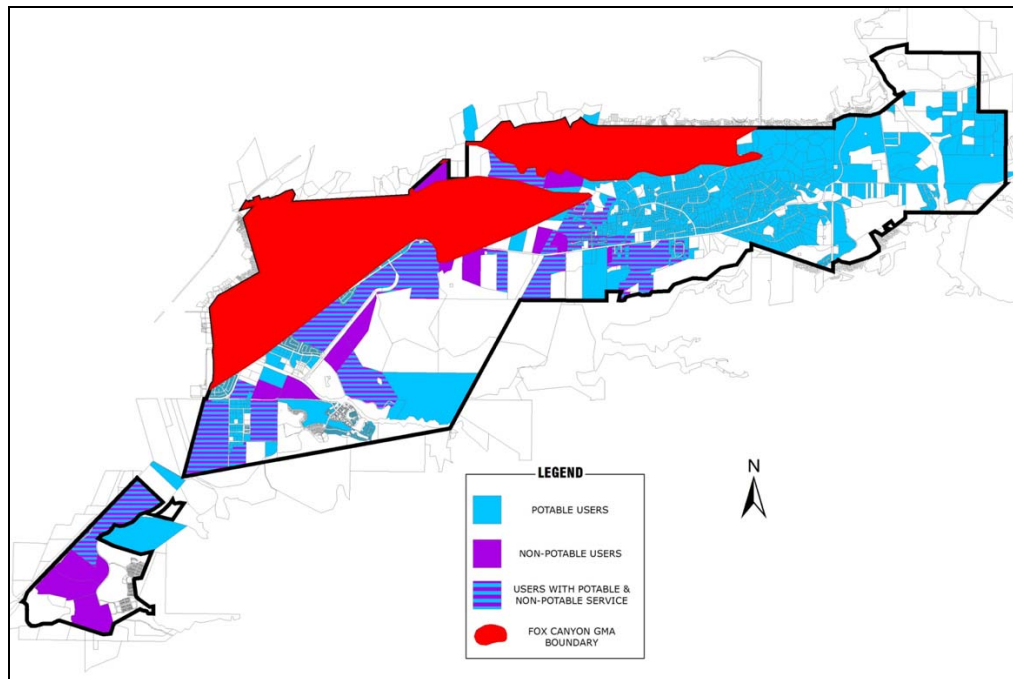 N
LEGEND
POTABLE USERS
NON-POTABLE USERS
USERS WITH POTABLE &
NON-POTABLE SERVICE
FOX CANYON GMA
BOUNDARY